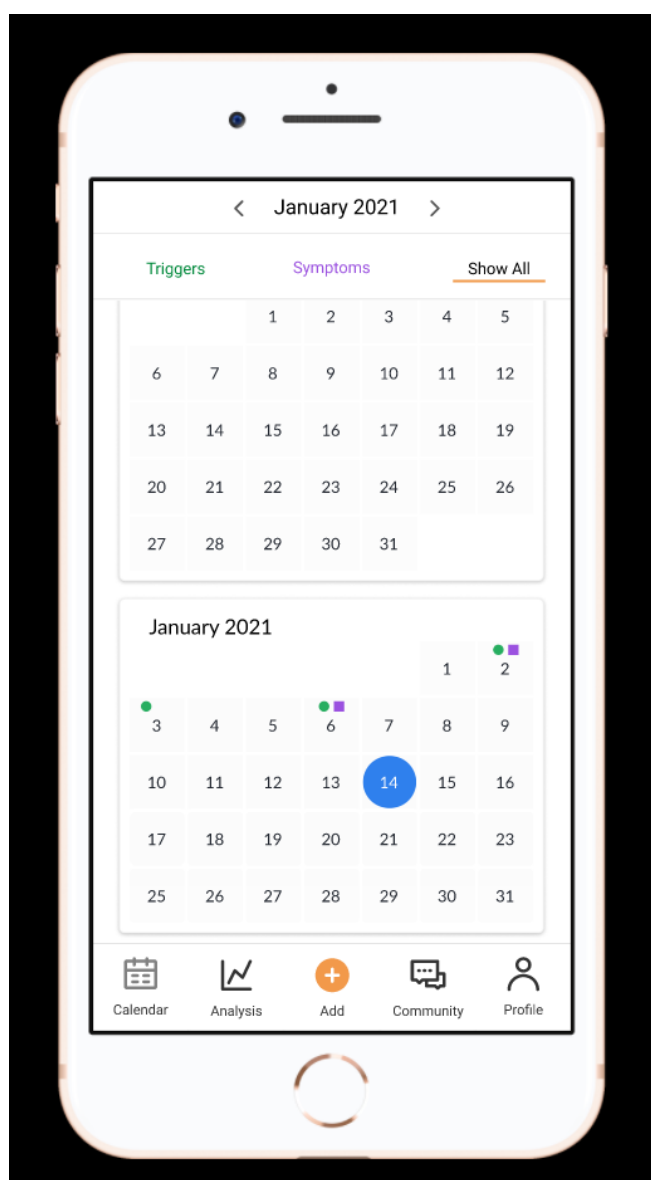 January 2021
Triggers Symptoms Show All
1 2 3 4 5
6 7 8 9 10 11 12
13 14 15 16 17 18 19
20 21 22 23 24 25 26
27 28 29 30 31
January 2021
1 2
3 4 5 6 7 8 9
10 11 12 13 14 15 16
17 18 19 20 21 22 23
25 26 27 28 29 30 31
Calendar Analysis Add Community Profile